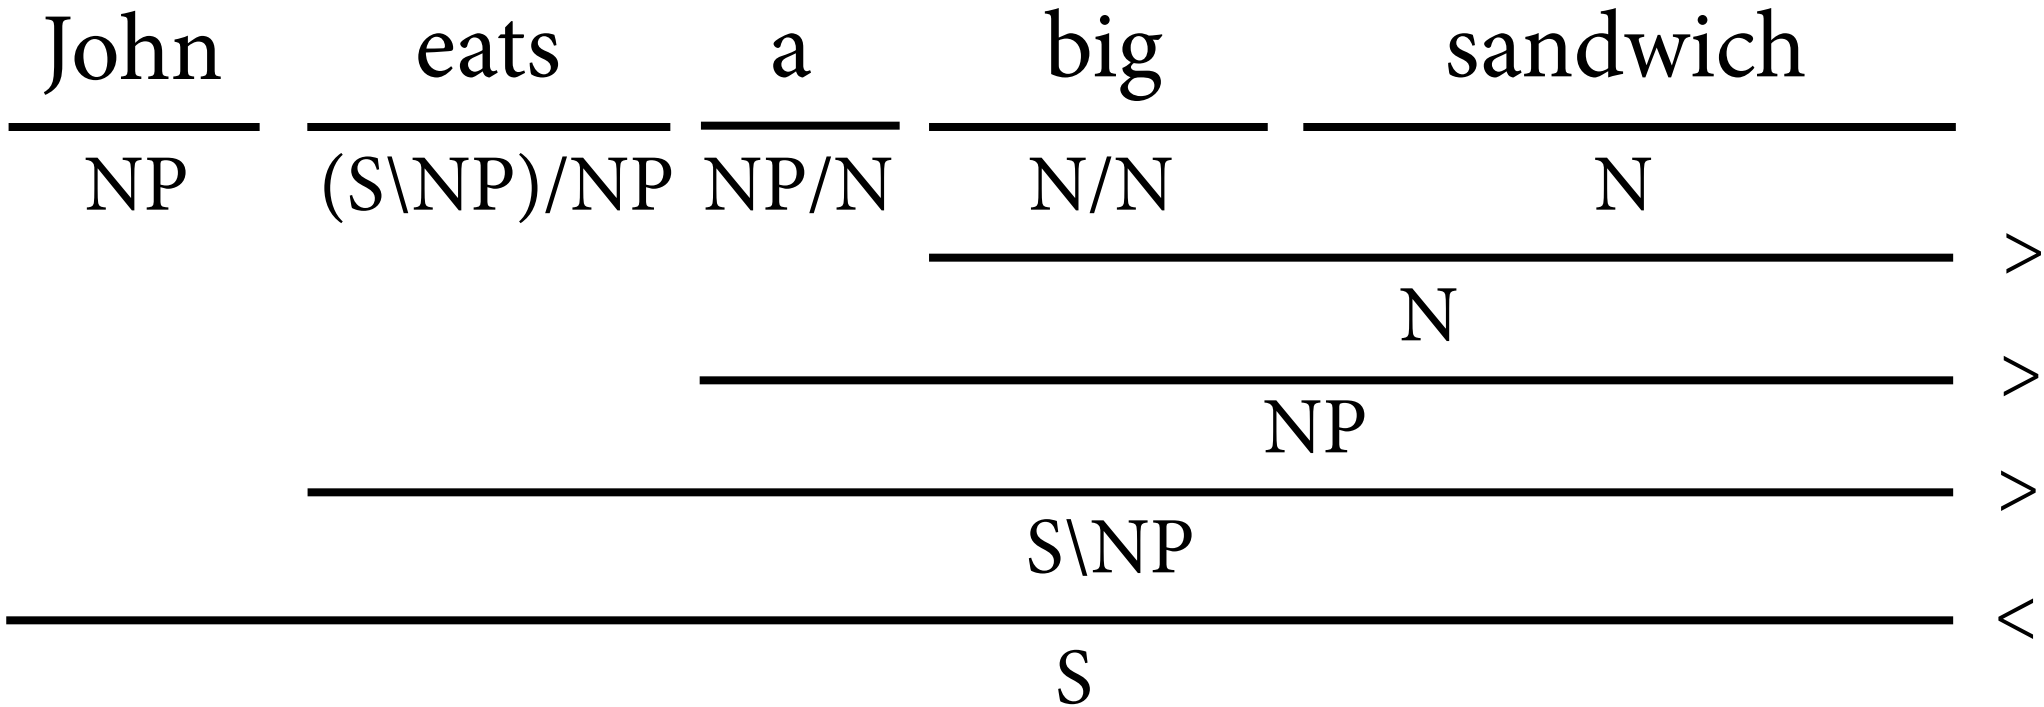 John eats a big sandwich
NP (S\NP)/NP NP/N N/N N
>
N
>
NP
>
S\NP
<
S